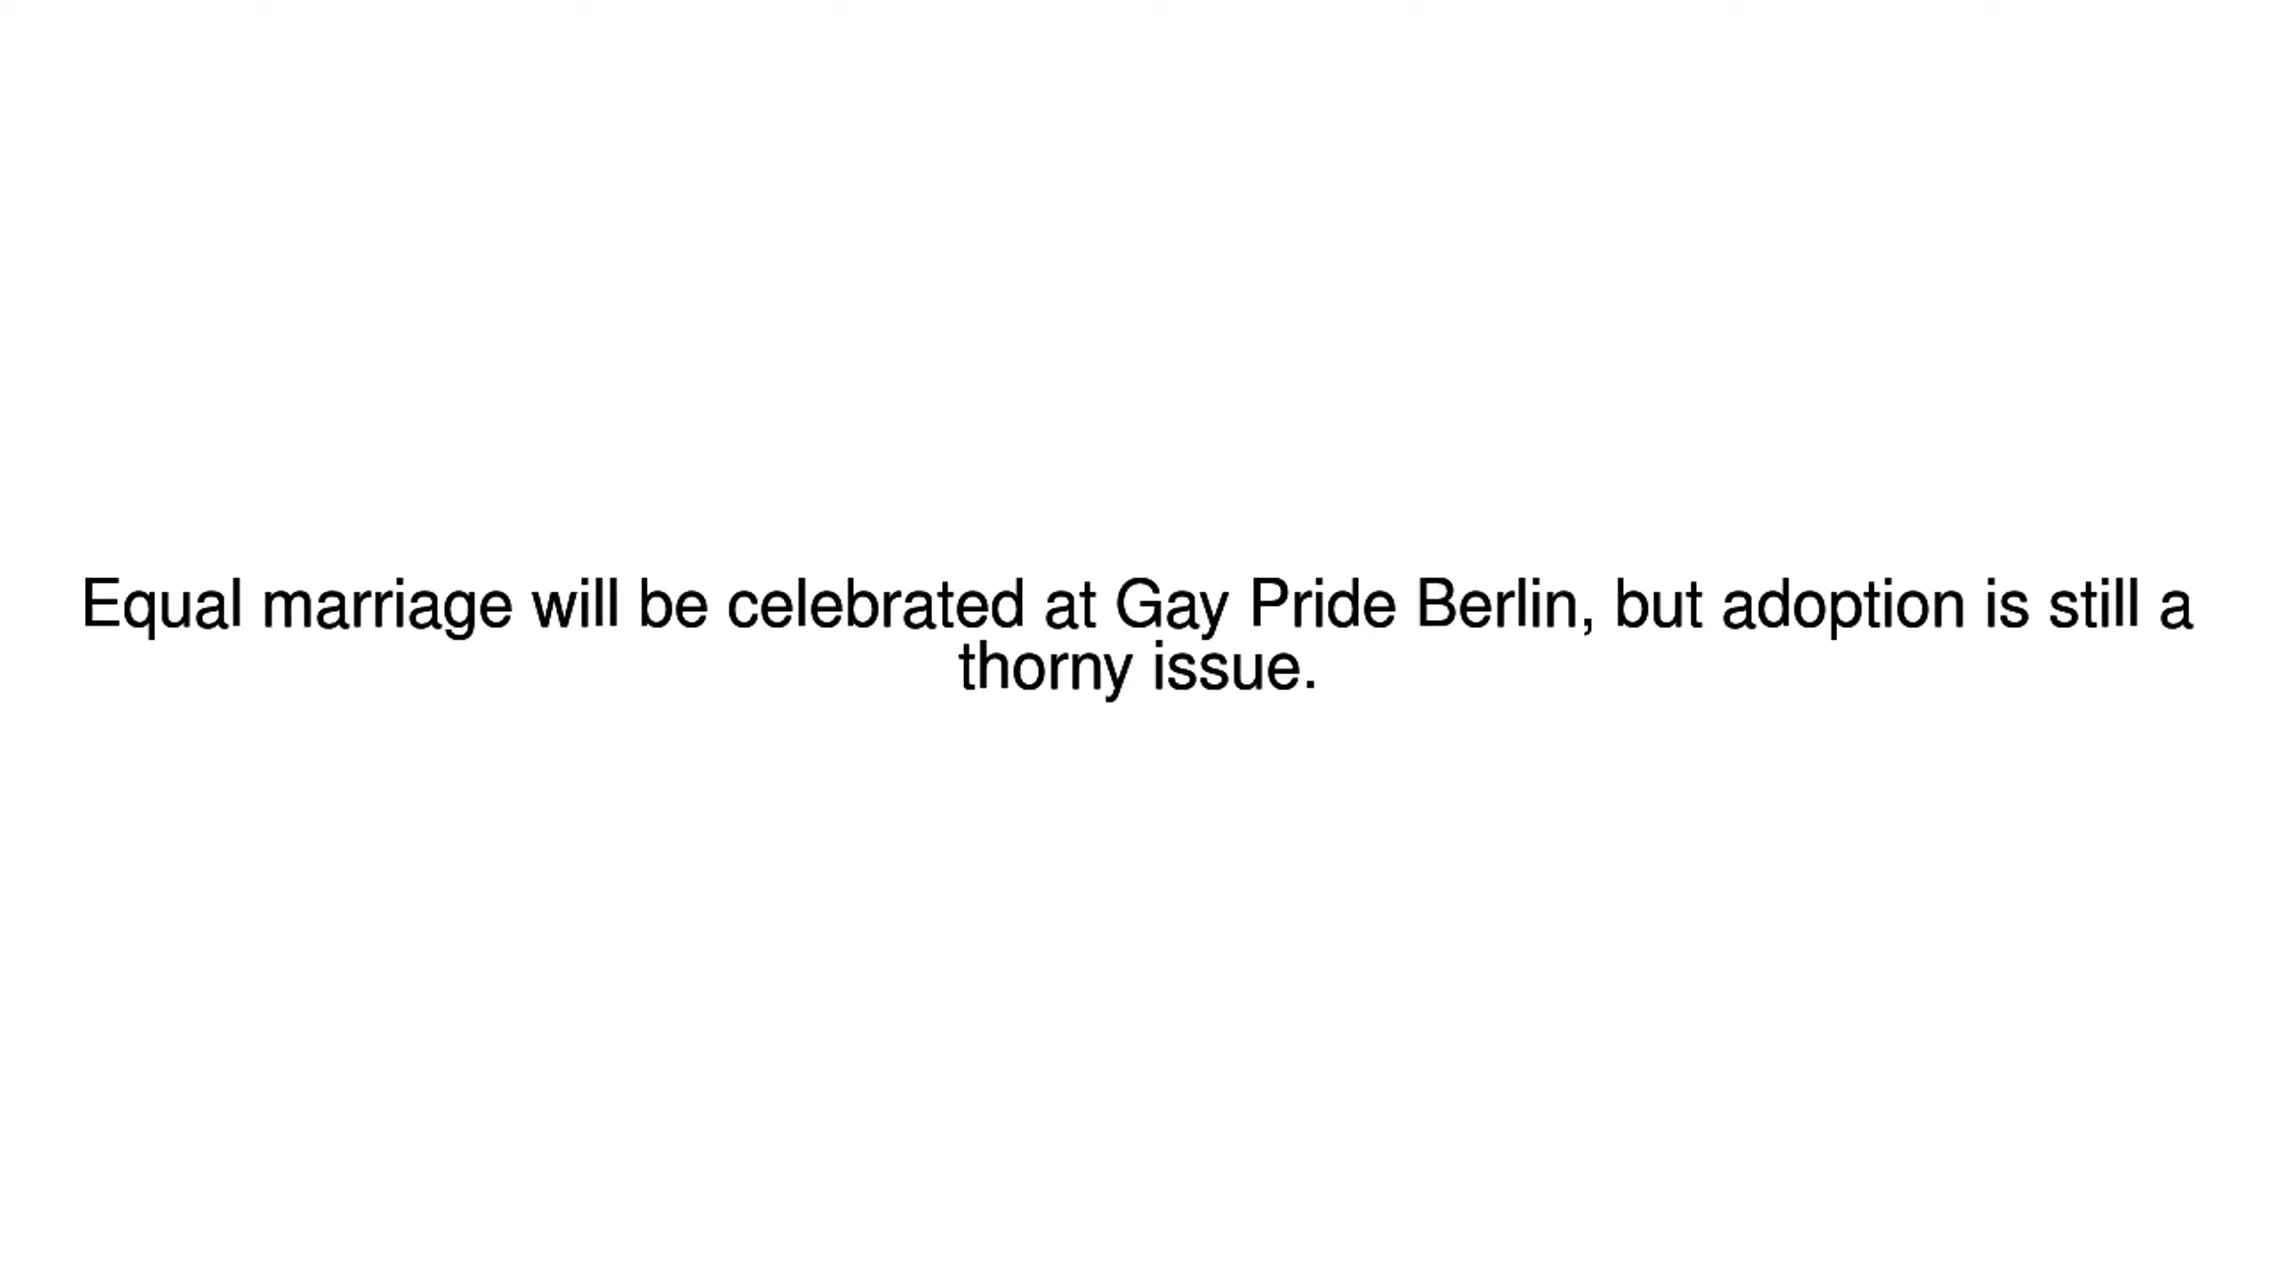 Equal marriage will be celebrated at Gay Pride Berlin, but adoption is still a
thorny issue.